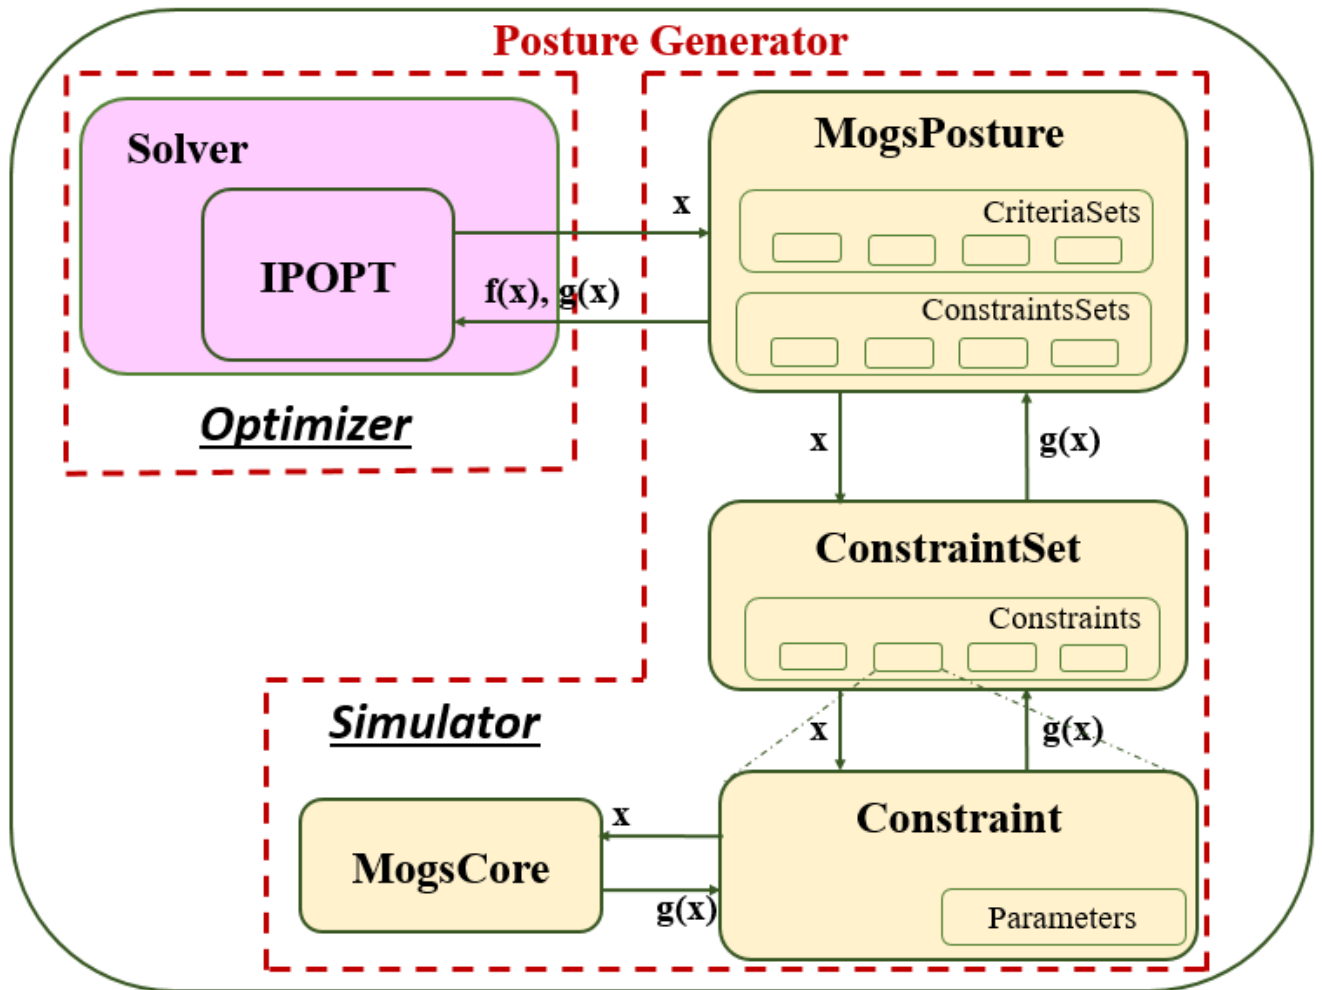 Posture Generator
Solver
IPOPT
Optimizer
x
f(x), g(x)
MogsPosture
CriteriaSets
ConstraintsSets
x
g(x)
ConstraintSet
Constraints
Simulator
x
g(x)
MogsCore
x
g(x)
Constraint
Parameters